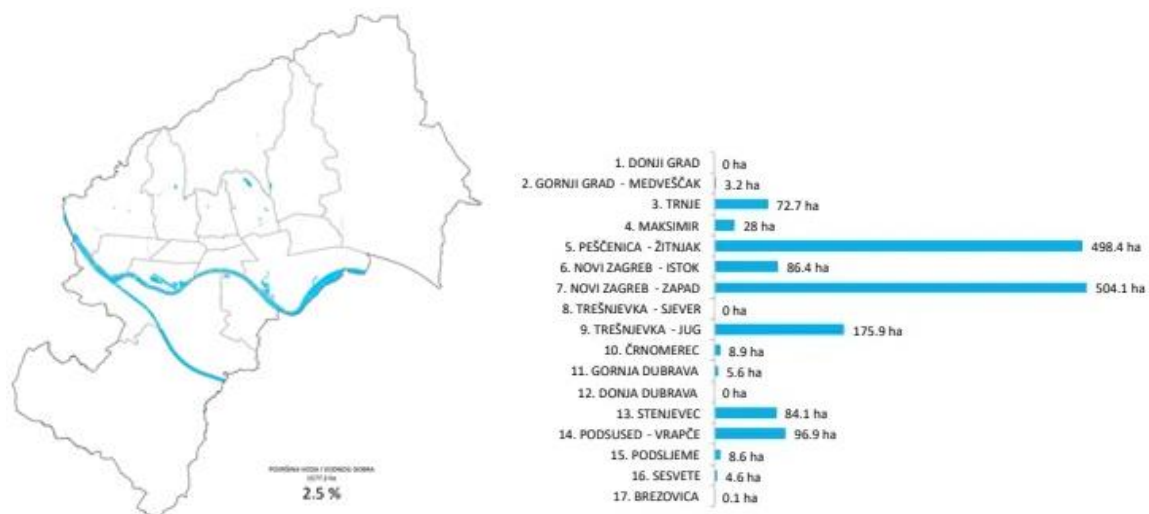 1. DONJI GRAD 0 ha
2. GORNJI GRAD - MEDVEŠČAK 3.2 ha
3. TRNJE 72.7 ha
4. MAKSIMIR 28 ha
5. PEŠČENICA - ŽITNJAK 498.4 ha
6. NOVI ZAGREB - ISTOK 86.4 ha
7. NOVI ZAGREB - ZAPAD 504.1 ha
8. TREŠNJEVKA - SJEVER 0 ha
9. TREŠNJEVKA - JUG 175.9 ha
10. ČRNOMEREC 8.9 ha
11. GORNJA DUBRAVA 5.6 ha
12. DONJA DUBRAVA 0 ha
13. STENJEVEC 84.1 ha
14. PODSUSED - VRAPČE 96.9 ha
15. PODSLJEME 8.6 ha
16. SESVETE 4.6 ha
17. BREZOVICA 0.1 ha
POVRŠINA VODA I VODNOG DOBRA
2.5 %